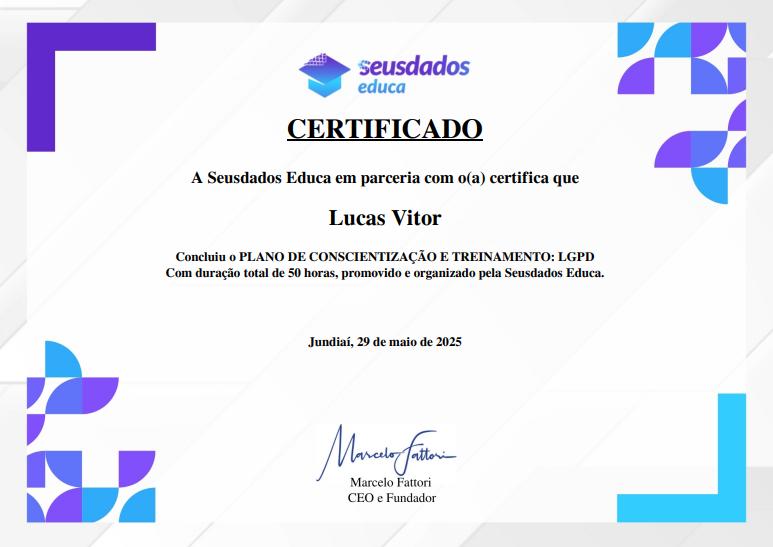 seusdados
educa
CERTIFICADO
A Seusdados Educa em parceria com o(a) certifica que
Lucas Vitor
Concluiu o PLANO DE CONSCIENTIZAÇÃO E TREINAMENTO: LGPD
Com duração total de 50 horas, promovido e organizado pela Seusdados Educa.
Jundiaí, 29 de maio de 2025
Marcelo Fattori
Marcelo Fattori
CEO e Fundador